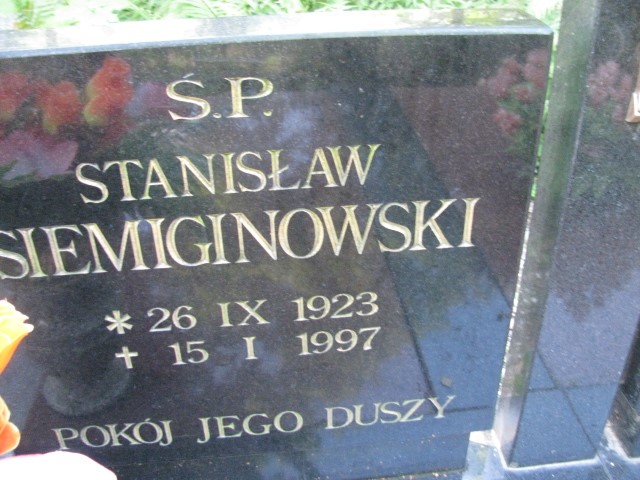 Ś.P.
STANISŁAW
SIEMIGINOWSKI
* 26 IX 1923
† 15 I 1997
POKÓJ JEGO DUSZY